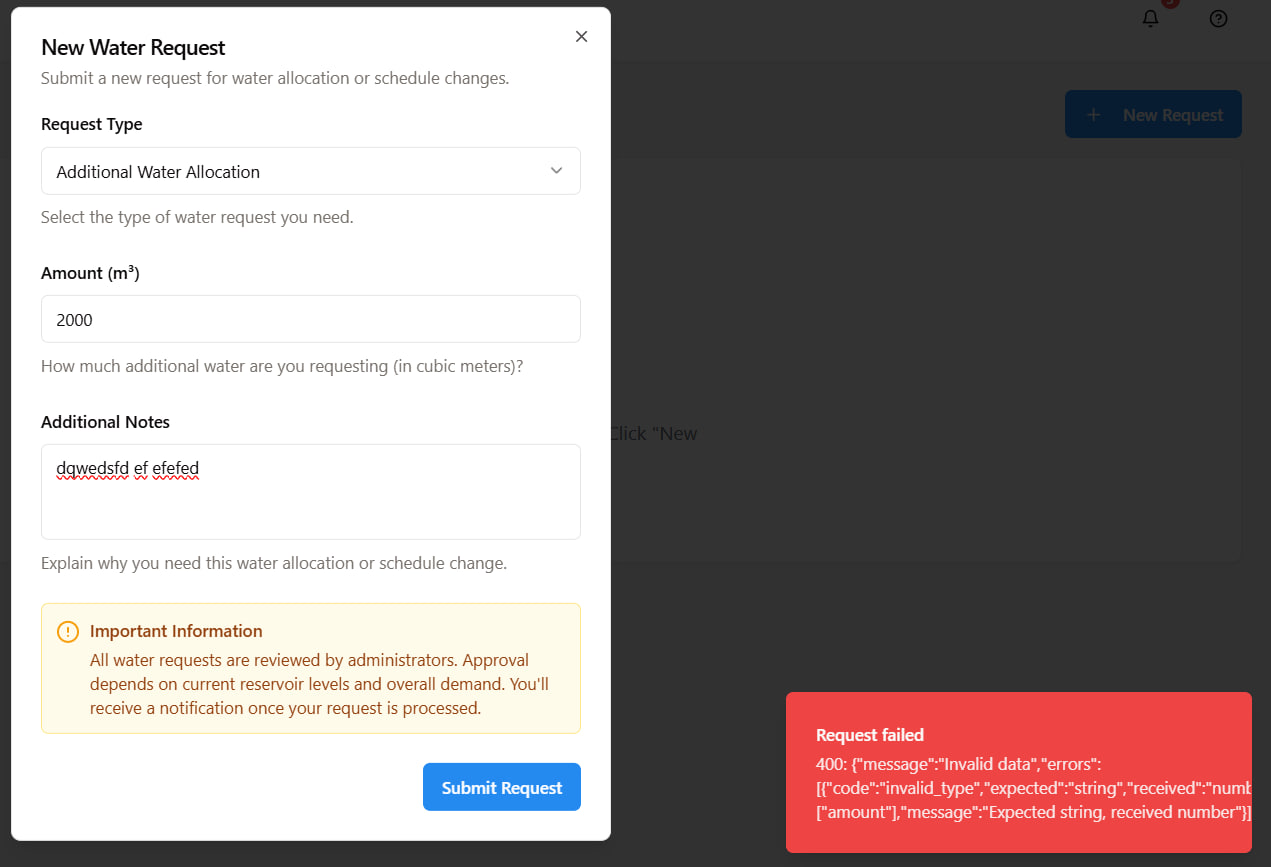 New Water Request
Submit a new request for water allocation or schedule changes.
Request Type
Additional Water Allocation
Select the type of water request you need.
Amount (m³)
2000
How much additional water are you requesting (in cubic meters)?
Additional Notes
dqwedsfd ef efefed
Explain why you need this water allocation or schedule change.
Important Information
All water requests are reviewed by administrators. Approval
depends on current reservoir levels and overall demand. You'll
receive a notification once your request is processed.
Submit Request
+ New Request
Click "New
Request failed
400: {"message":"Invalid data","errors":
[{"code":"invalid_type","expected":"string","received":"numb
["amount"],"message":"Expected string, received number"}]